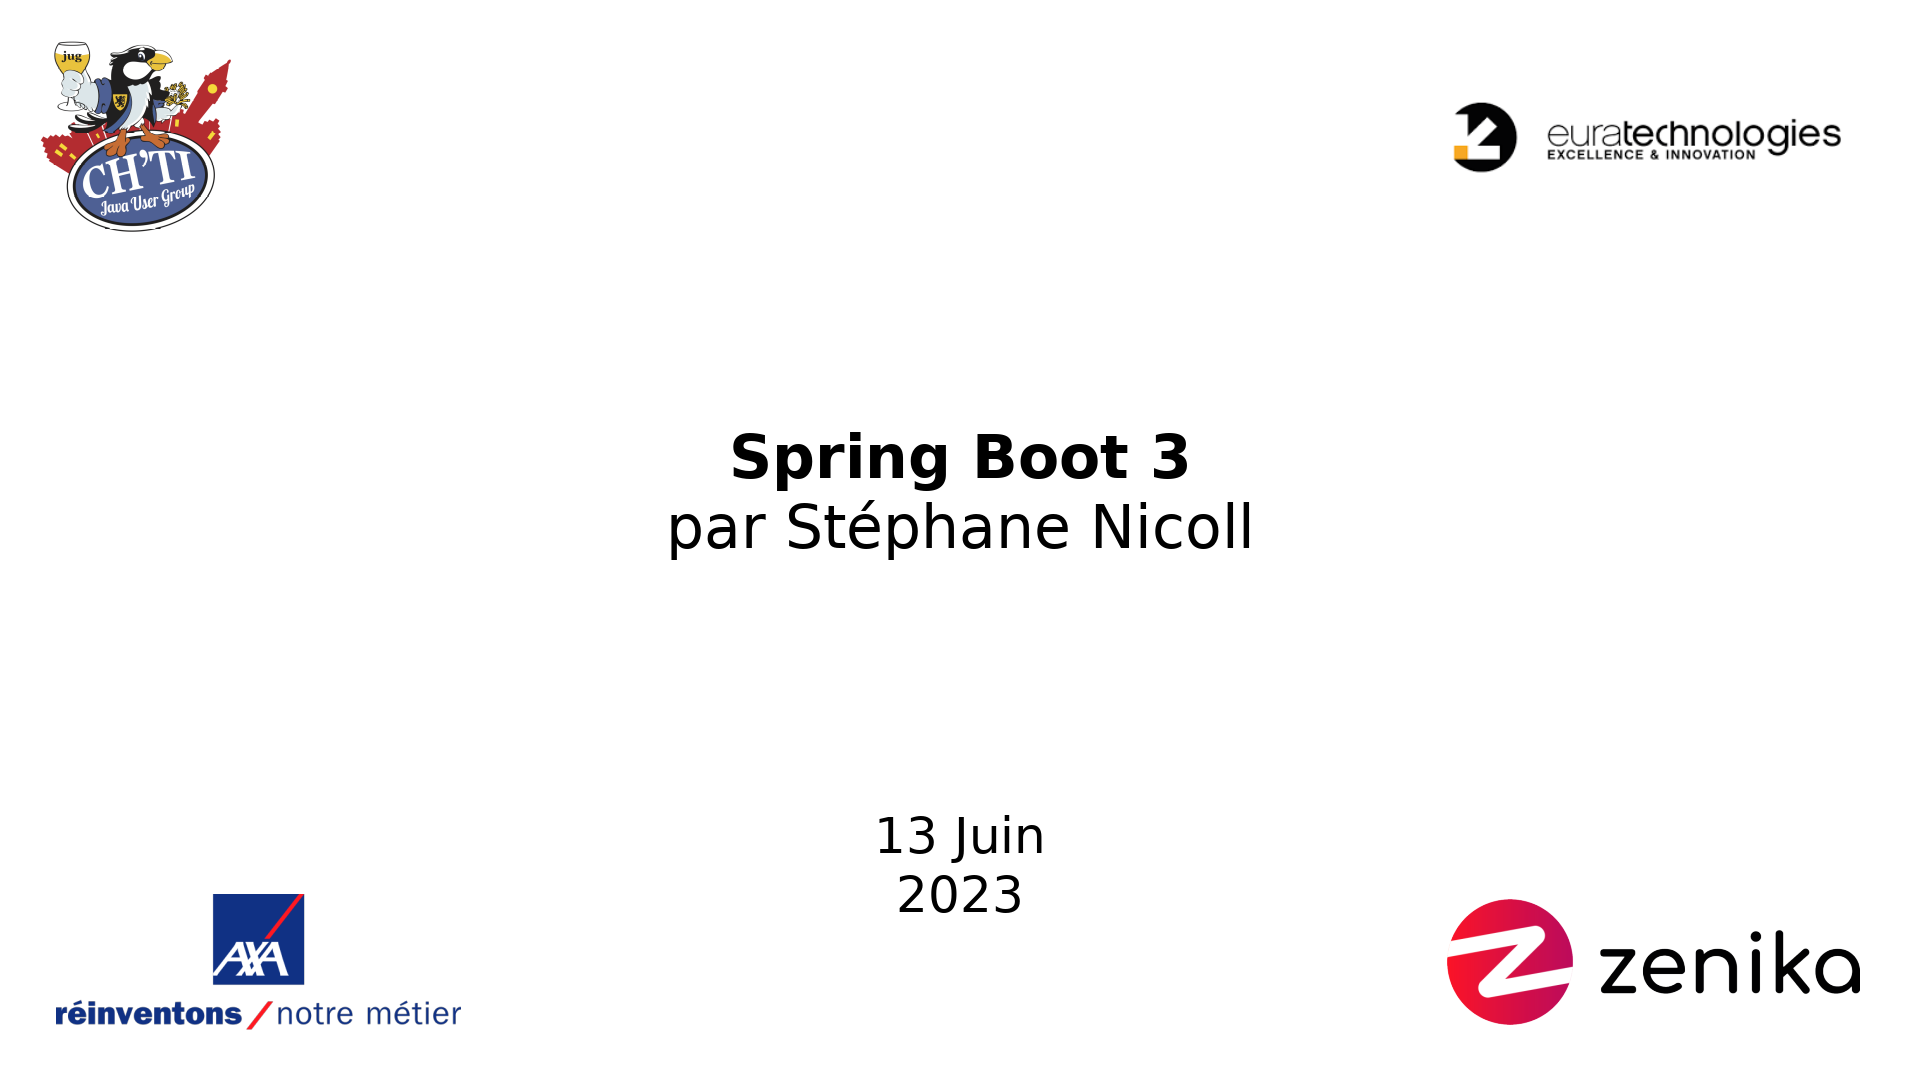 jug
CH'TI
Java User Group
euratechnologies
EXCELLENCE & INNOVATION
Spring Boot 3
par Stéphane Nicoll
13 Juin
2023
AXA
réinventons / notre métier
zenika